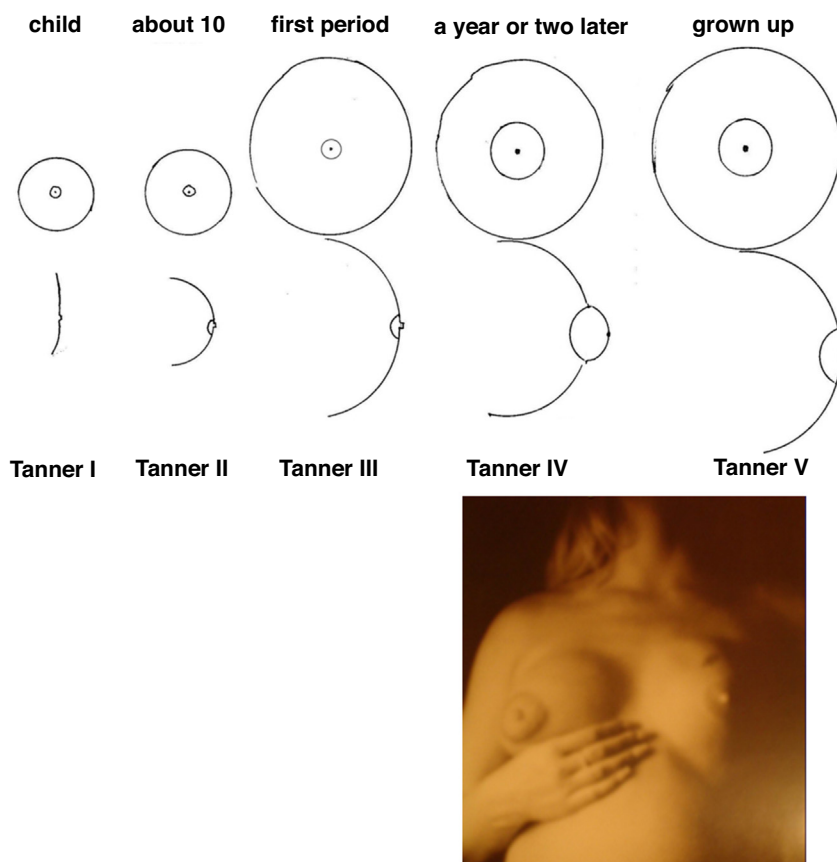 child about 10 first period a year or two later grown up
Tanner I Tanner II Tanner III Tanner IV Tanner V